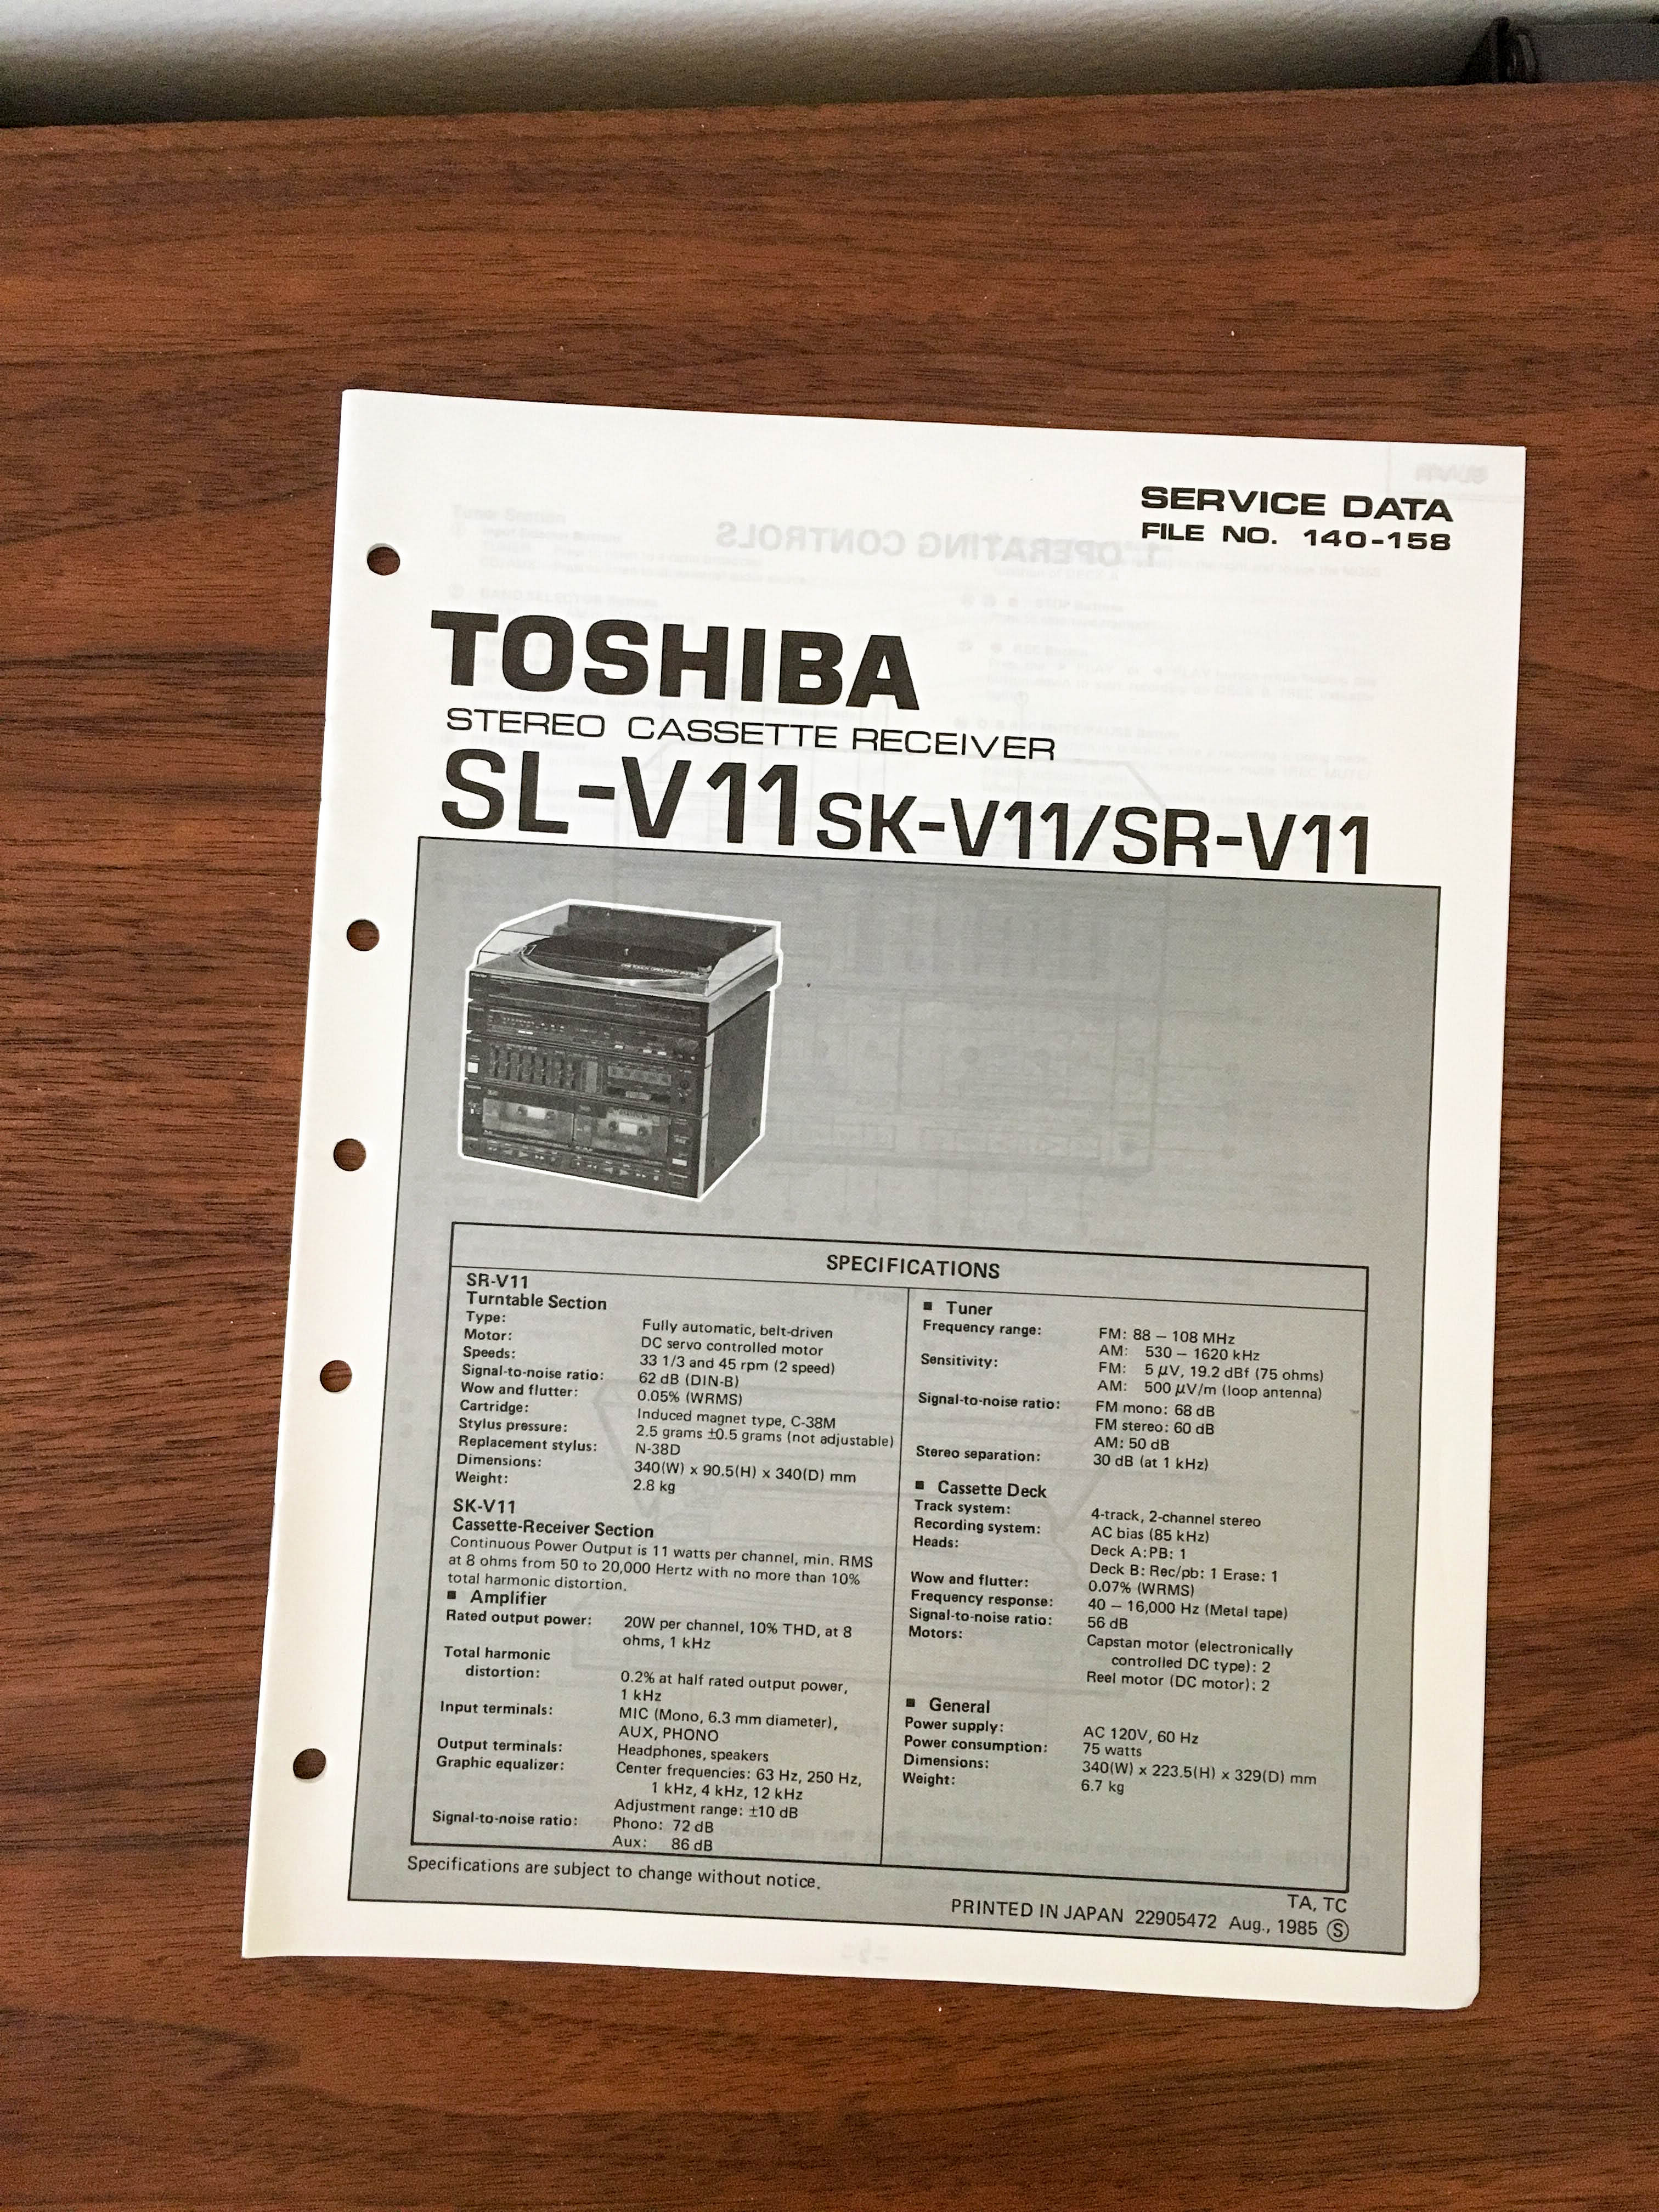 SERVICE DATA
FILE NO. 140-158
1. OPERATING CONTROLS
TOSHIBA
STEREO CASSETTE RECEIVER
SL-V11 SK-V11/SR-V11
SPECIFICATIONS
SR-V11
Turntable Section
Type: Fully automatic, belt-driven
Motor: DC servo controlled motor
Speeds: 33 1/3 and 45 rpm (2 speed)
Signal-to-noise ratio: 62 dB (DIN-B)
Wow and flutter: 0.05% (WRMS)
Cartridge: Induced magnet type, C-38M
Stylus pressure: 2.5 grams ±0.5 grams (not adjustable)
Replacement stylus: N-38D
Dimensions: 340(W) x 90.5(H) x 340(D) mm
Weight: 2.8 kg
SK-V11
Cassette-Receiver Section
Continuous Power Output is 11 watts per channel, min. RMS
at 8 ohms from 50 to 20,000 Hertz with no more than 10%
total harmonic distortion.
■ Amplifier
Rated output power: 20W per channel, 10% THD, at 8
ohms, 1 kHz
Total harmonic
distortion: 0.2% at half rated output power,
1 kHz
Input terminals: MIC (Mono, 6.3 mm diameter),
AUX, PHONO
Output terminals: Headphones, speakers
Graphic equalizer: Center frequencies: 63 Hz, 250 Hz,
1 kHz, 4 kHz, 12 kHz
Adjustment range: ±10 dB
Signal-to-noise ratio: Phono: 72 dB
Aux: 86 dB
■ Tuner
Frequency range: FM: 88 – 108 MHz
AM: 530 – 1620 kHz
Sensitivity: FM: 5 µV, 19.2 dBf (75 ohms)
AM: 500 µV/m (loop antenna)
Signal-to-noise ratio: FM mono: 68 dB
FM stereo: 60 dB
AM: 50 dB
Stereo separation: 30 dB (at 1 kHz)
■ Cassette Deck
Track system: 4-track, 2-channel stereo
Recording system: AC bias (85 kHz)
Heads: Deck A:PB: 1
Deck B: Rec/pb: 1 Erase: 1
Wow and flutter: 0.07% (WRMS)
Frequency response: 40 – 16,000 Hz (Metal tape)
Signal-to-noise ratio: 56 dB
Motors: Capstan motor (electronically
controlled DC type): 2
Reel motor (DC motor): 2
■ General
Power supply: AC 120V, 60 Hz
Power consumption: 75 watts
Dimensions: 340(W) x 223.5(H) x 329(D) mm
Weight: 6.7 kg
Specifications are subject to change without notice.
TA, TC
PRINTED IN JAPAN 22905472 Aug., 1985 Ⓢ